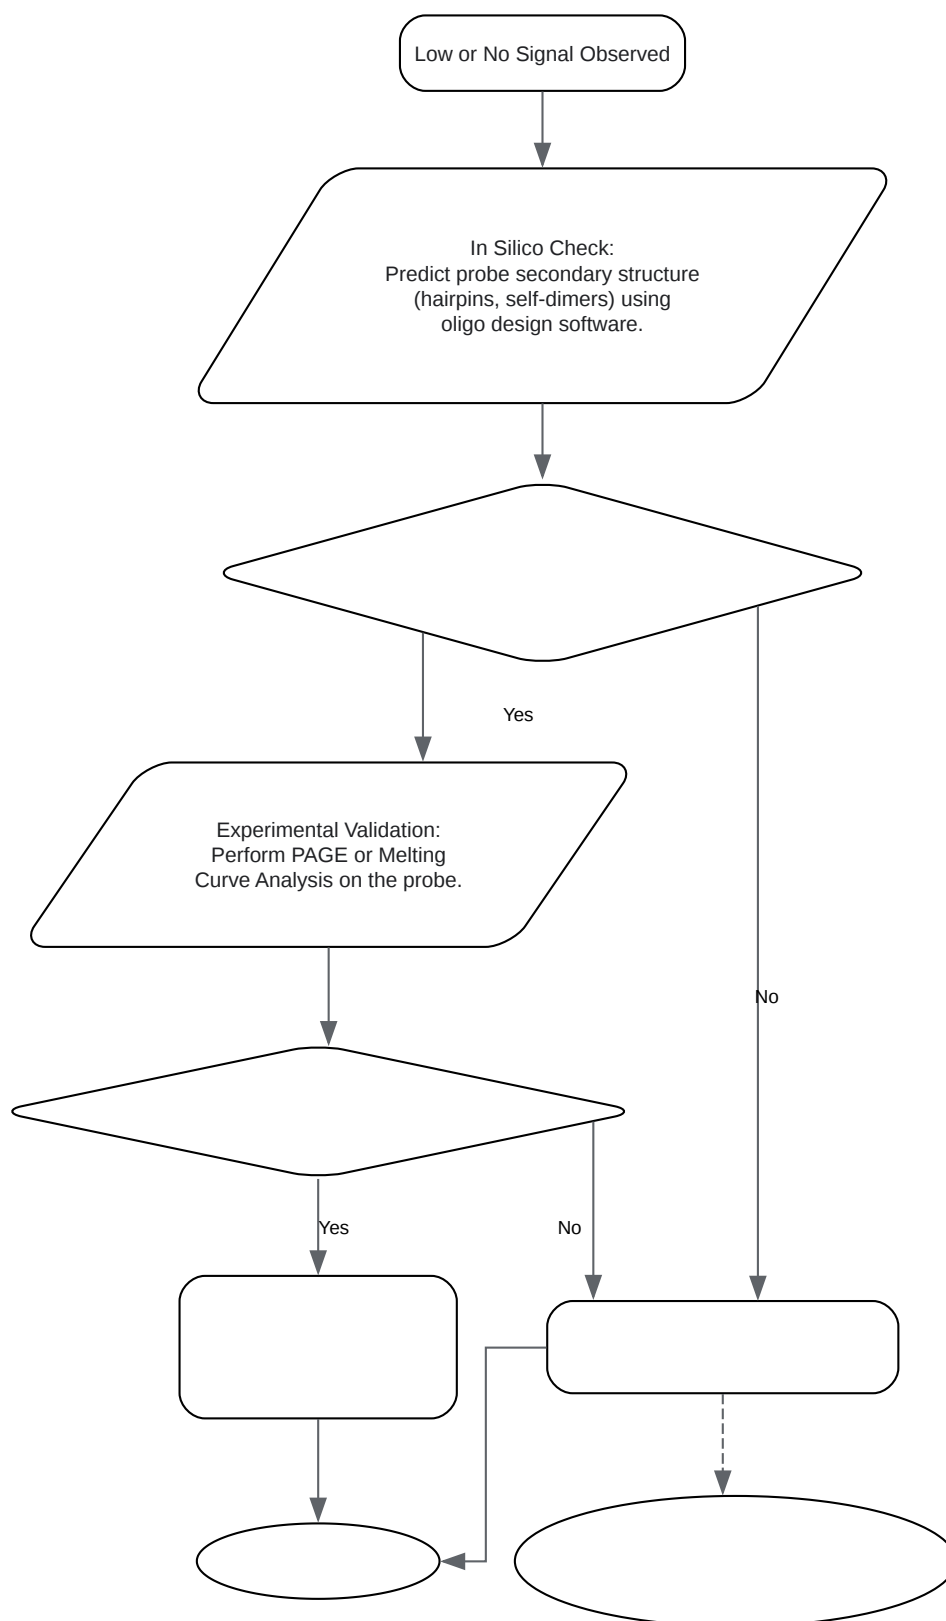 Low or No Signal Observed
In Silico Check:
Predict probe secondary structure
(hairpins, self-dimers) using
oligo design software.
Yes
Experimental Validation:
Perform PAGE or Melting
Curve Analysis on the probe.
No
Yes
No